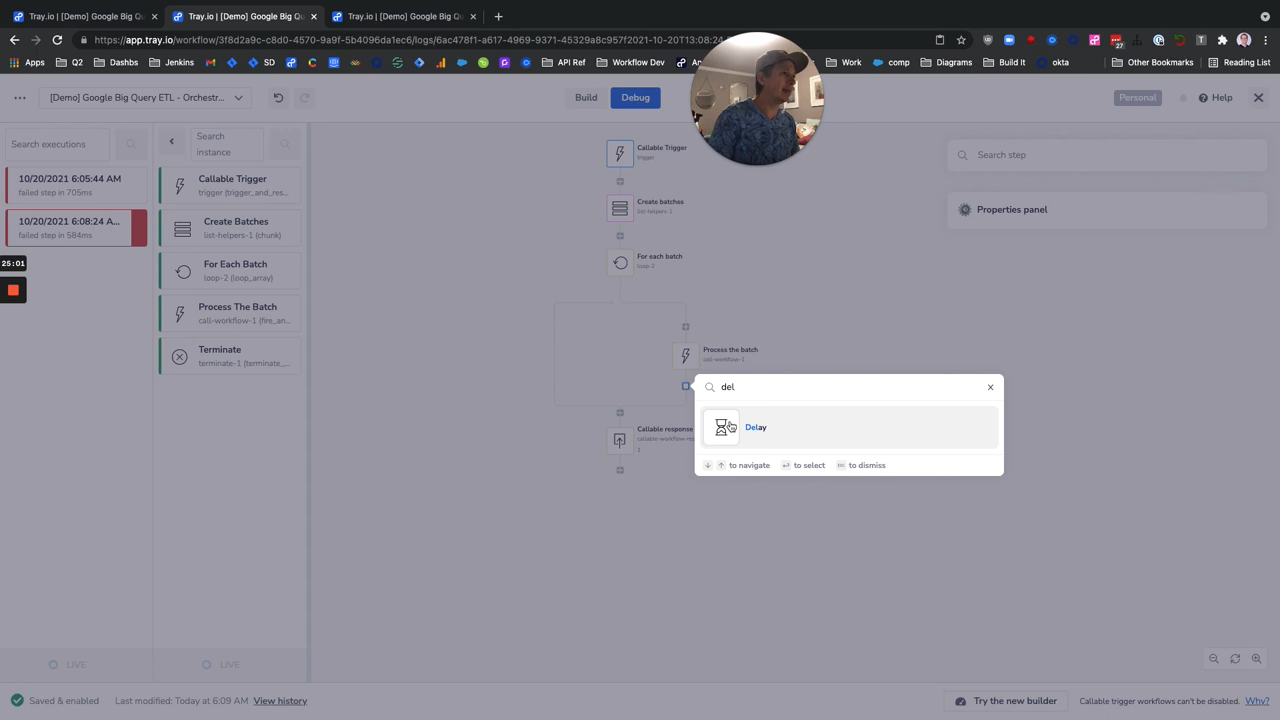 Tray.io | [Demo] Google Big Qu
Tray.io | [Demo] Google Big Qu
Tray.io | [Demo] Google Big Qu
https://app.tray.io/workflow/3f8d2a9c-c8d0-4570-9a9f-5b4096da1ec6/logs/6ac478f1-a617-4969-9371-45329a8c957f2021-10-20T13:08:24
27
Apps
Dashbs
Jenkins
SD
API Ref
Workflow Dev
Work
comp
Diagrams
Build It
okta
Other Bookmarks
Reading List
[Demo] Google Big Query ETL - Orchestr...
Build
Debug
Personal
Help
Search executions
Search
instance
10/20/2021 6:05:44 AM
failed step in 705ms
10/20/2021 6:08:24 A...
failed step in 584ms
25:01
Callable Trigger
trigger (trigger_and_res...
Create Batches
list-helpers-1 (chunk)
For Each Batch
loop-2 (loop_array)
Process The Batch
call-workflow-1 (fire_an...
Terminate
terminate-1 (terminate_...
Callable Trigger
trigger
Create batches
list-helpers-1
For each batch
loop-2
Process the batch
call-workflow-1
Callable response
1
Search step
Properties panel
del
Delay
to navigate
to select
esc to dismiss
LIVE
LIVE
Saved & enabled
Last modified: Today at 6:09 AM
View history
Try the new builder
Callable trigger workflows can't be disabled.
Why?